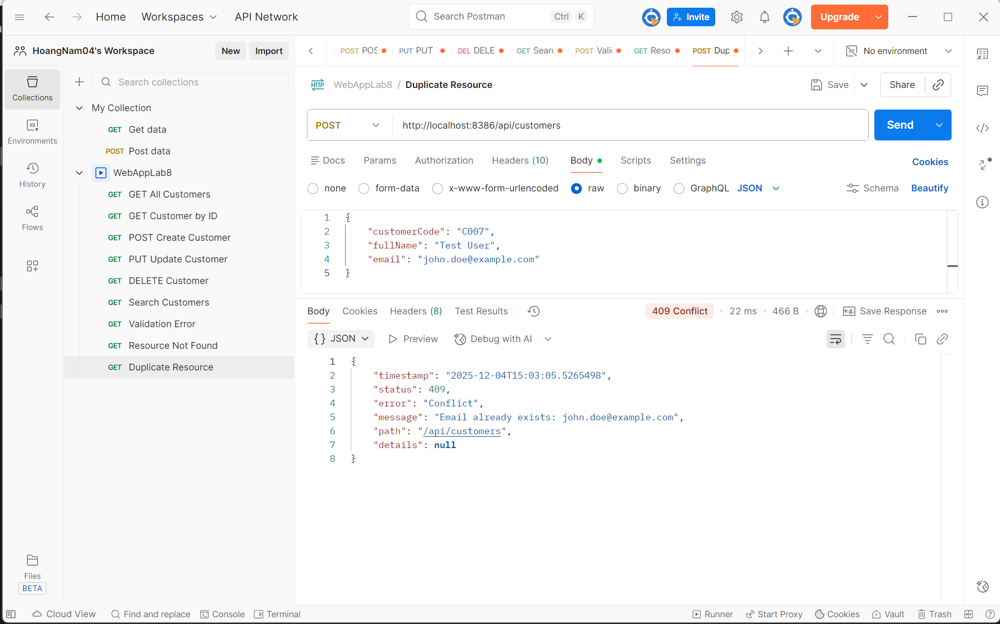 Home Workspaces API Network Search Postman Ctrl K Invite Upgrade
HoangNam04's Workspace New Import POST POS PUT PUT DEL DELE GET Searc POST Vali GET Reso POST Dup No environment
Collections
Environments
History
Flows
Files
BETA
Search collections
My Collection
GET Get data
POST Post data
WebAppLab8
GET GET All Customers
GET GET Customer by ID
GET POST Create Customer
GET PUT Update Customer
GET DELETE Customer
GET Search Customers
GET Validation Error
GET Resource Not Found
GET Duplicate Resource
HTTP WebAppLab8 / Duplicate Resource Save Share
POST http://localhost:8386/api/customers Send
Docs Params Authorization Headers (10) Body Scripts Settings Cookies
none form-data x-www-form-urlencoded raw binary GraphQL JSON Schema Beautify
1 {
2 "customerCode": "C007",
3 "fullName": "Test User",
4 "email": "john.doe@example.com"
5 }
Body Cookies Headers (8) Test Results 409 Conflict 22 ms 466 B e.g. Save Response
{} JSON Preview Debug with AI
1 {
2 "timestamp": "2025-12-04T15:03:05.5265498",
3 "status": 409,
4 "error": "Conflict",
5 "message": "Email already exists: john.doe@example.com",
6 "path": "/api/customers",
7 "details": null
8 }
Cloud View Find and replace Console Terminal Runner Start Proxy Cookies Vault Trash